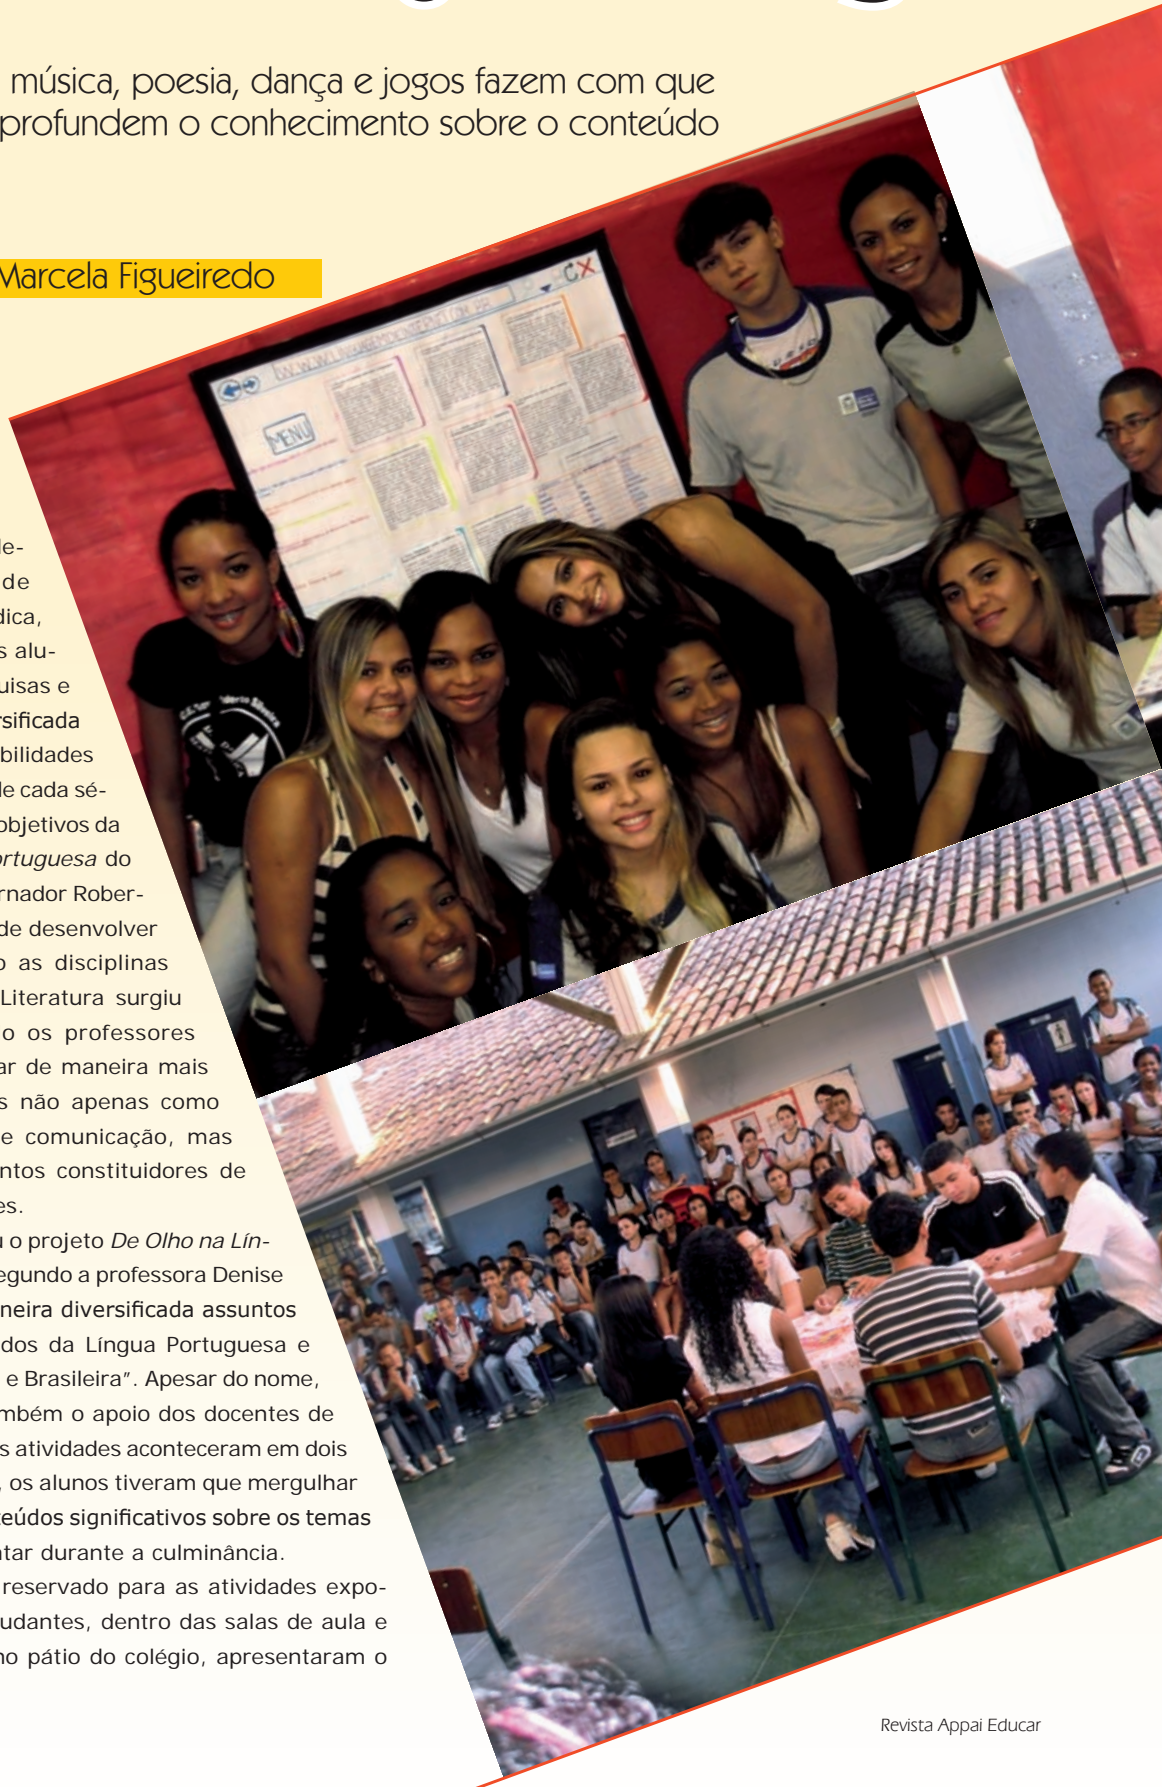 música, poesia, dança e jogos fazem com que
profundem o conhecimento sobre o conteúdo
Marcela Figueiredo
le-
de
dica,
s alu-
uisas e
rsificada
bilidades
de cada sé-
objetivos da
ortuguesa do
rnador Rober-
de desenvolver
o as disciplinas
Literatura surgiu
o os professores
ar de maneira mais
s não apenas como
e comunicação, mas
ntos constituidores de
es.
u o projeto De Olho na Lín-
egundo a professora Denise
neira diversificada assuntos
dos da Língua Portuguesa e
e Brasileira”. Apesar do nome,
mbém o apoio dos docentes de
s atividades aconteceram em dois
, os alunos tiveram que mergulhar
teúdos significativos sobre os temas
ntar durante a culminância.
reservado para as atividades expo-
udantes, dentro das salas de aula e
no pátio do colégio, apresentaram o
MENU
CX
Revista Appai Educar